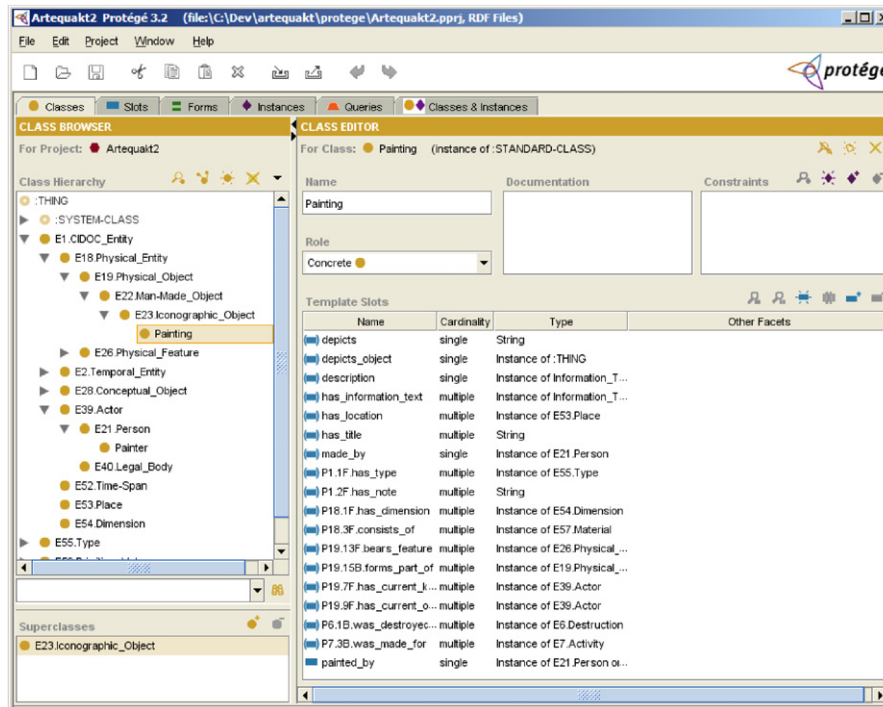 Artequakt2 Protégé 3.2 (file:\C:\Dev\artequakt\protege\Artequakt2.pprj, RDF Files)
File Edit Project Window Help
protégé
Classes Slots Forms Instances Queries Classes & Instances
CLASS BROWSER
For Project: Artequakt2
Class Hierarchy
:THING
:SYSTEM-CLASS
E1.CIDOC_Entity
E18.Physical_Entity
E19.Physical_Object
E22.Man-Made_Object
E23.Iconographic_Object
Painting
E26.Physical_Feature
E2.Temporal_Entity
E28.Conceptual_Object
E39.Actor
E21.Person
Painter
E40.Legal_Body
E52.Time-Span
E53.Place
E54.Dimension
E55.Type
Superclasses
E23.Iconographic_Object
CLASS EDITOR
For Class: Painting (instance of :STANDARD-CLASS)
Name Documentation Constraints
Painting
Role
Concrete
Template Slots
Name Cardinality Type Other Facets
depicts single String
depicts_object single Instance of :THING
description single Instance of Information_T...
has_information_text multiple Instance of Information_T...
has_location multiple Instance of E53.Place
has_title multiple String
made_by single Instance of E21.Person
P1.1F.has_type multiple Instance of E55.Type
P1.2F.has_note multiple String
P18.1F.has_dimension multiple Instance of E54.Dimension
P18.3F.consists_of multiple Instance of E57.Material
P19.13F.bears_feature multiple Instance of E26.Physical_...
P19.15B.forms_part_of multiple Instance of E19.Physical_...
P19.7F.has_current_k... multiple Instance of E39.Actor
P19.9F.has_current_o... multiple Instance of E39.Actor
P6.1B.was_destroyec... multiple Instance of E6.Destruction
P7.3B.was_made_for multiple Instance of E7.Activity
painted_by single Instance of E21.Person or...